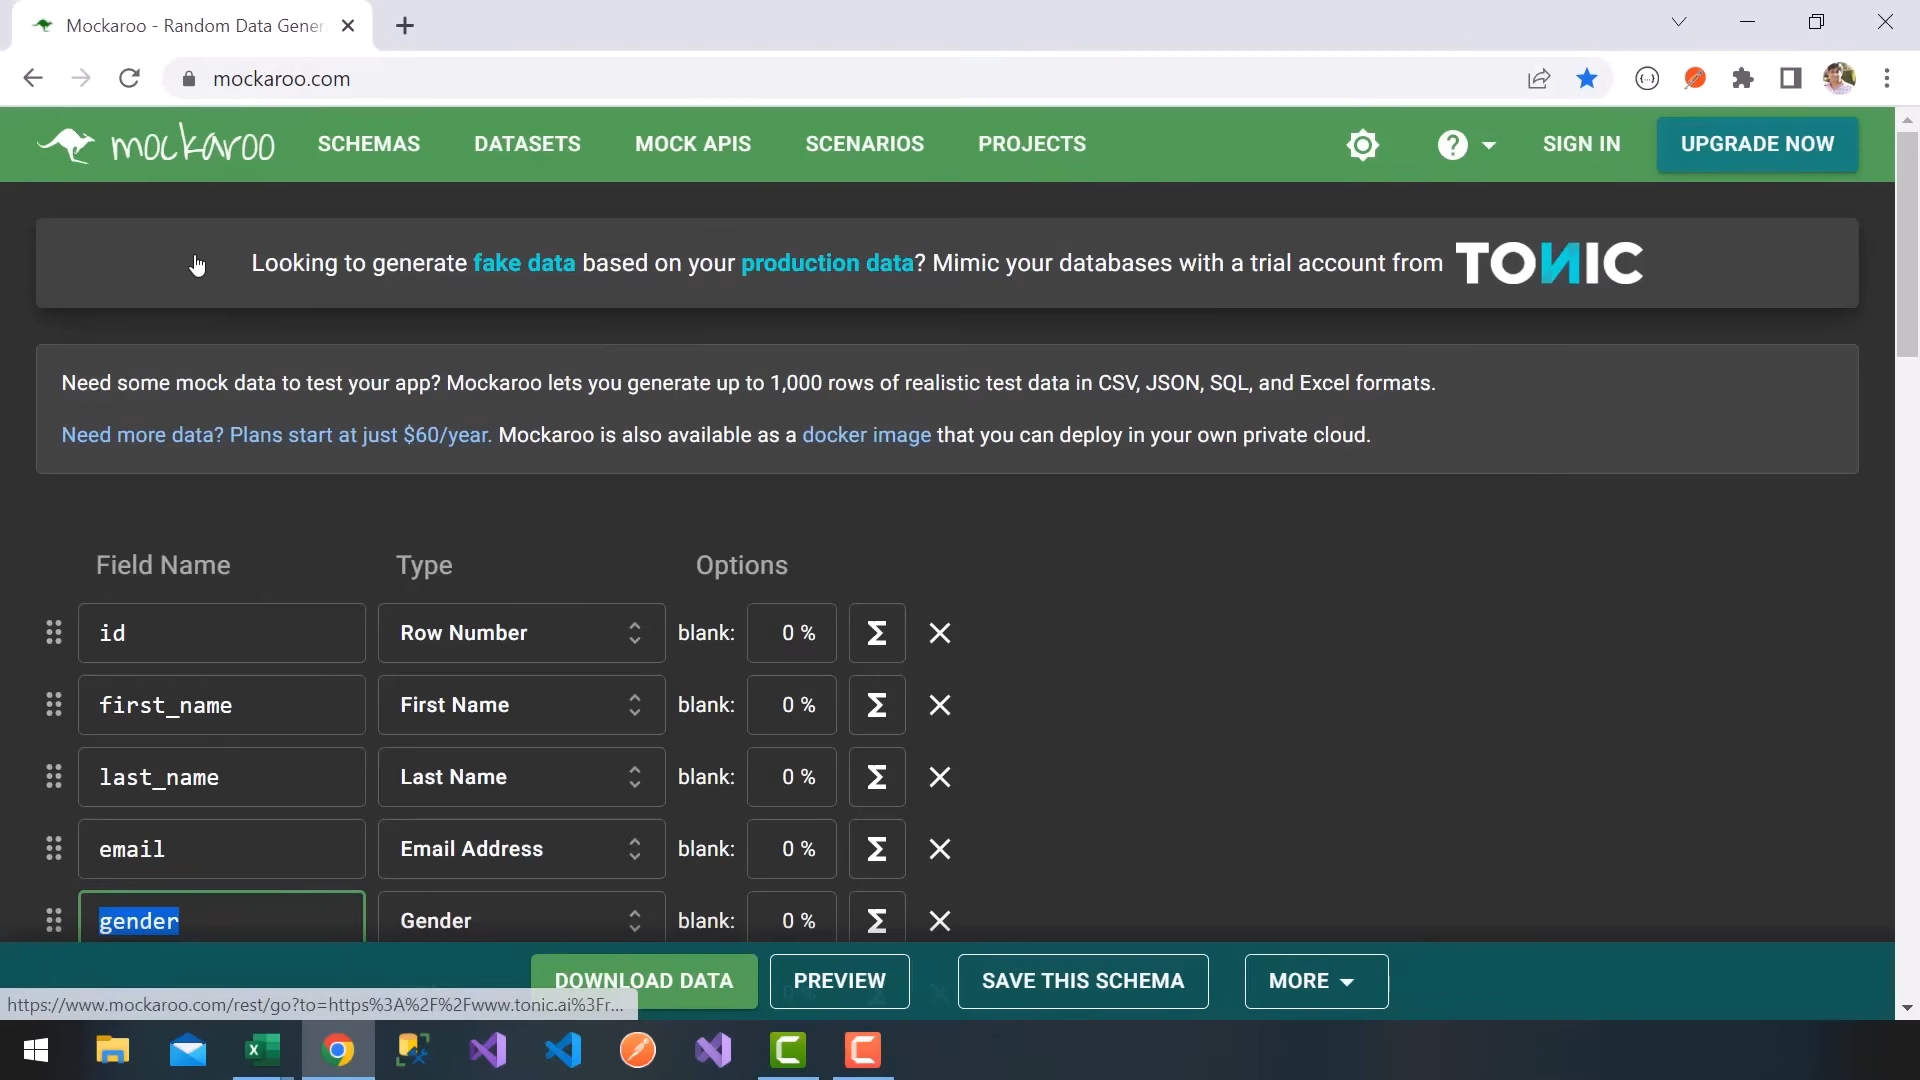 Mockaroo - Random Data Gener
mockaroo.com
mockaroo
SCHEMAS
DATASETS
MOCK APIS
SCENARIOS
PROJECTS
?
SIGN IN
UPGRADE NOW
Looking to generate fake data based on your production data? Mimic your databases with a trial account from TONIC
Need some mock data to test your app? Mockaroo lets you generate up to 1,000 rows of realistic test data in CSV, JSON, SQL, and Excel formats.
Need more data? Plans start at just $60/year. Mockaroo is also available as a docker image that you can deploy in your own private cloud.
Field Name
Type
Options
id
Row Number
blank:
0 %
Σ
first_name
First Name
blank:
0 %
Σ
last_name
Last Name
blank:
0 %
Σ
email
Email Address
blank:
0 %
Σ
gender
Gender
blank:
0 %
Σ
DOWNLOAD DATA
PREVIEW
SAVE THIS SCHEMA
MORE
https://www.mockaroo.com/rest/go?to=https%3A%2F%2Fwww.tonic.ai%3Fr...